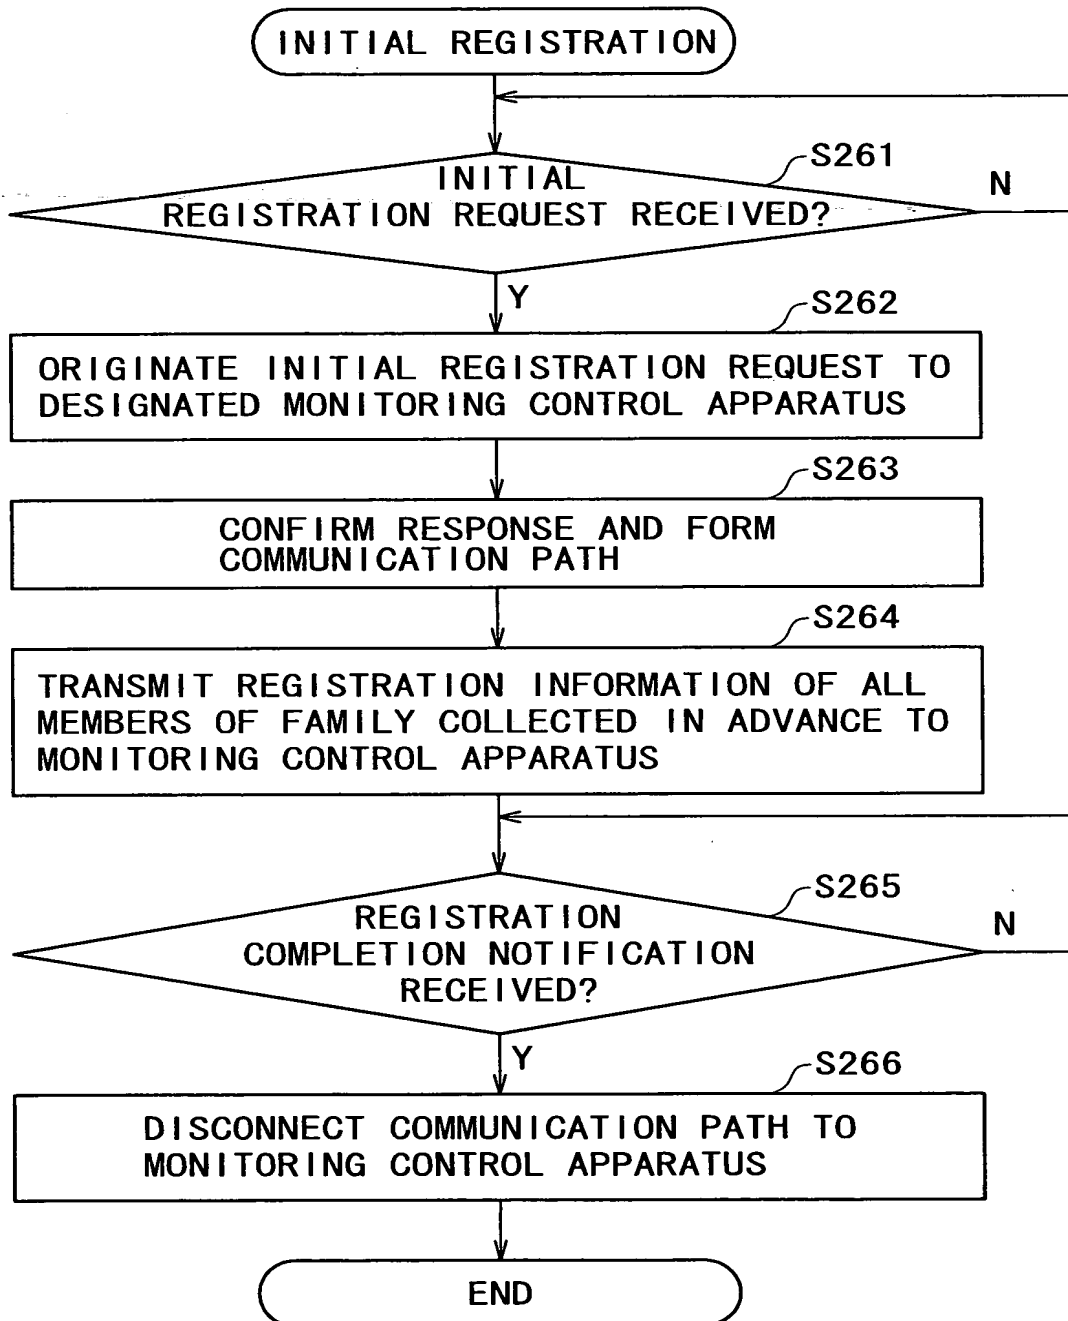 INITIAL REGISTRATION
S261
INITIAL
REGISTRATION REQUEST RECEIVED?
N
Y
S262
ORIGINATE INITIAL REGISTRATION REQUEST TO
DESIGNATED MONITORING CONTROL APPARATUS
S263
CONFIRM RESPONSE AND FORM
COMMUNICATION PATH
S264
TRANSMIT REGISTRATION INFORMATION OF ALL
MEMBERS OF FAMILY COLLECTED IN ADVANCE TO
MONITORING CONTROL APPARATUS
S265
REGISTRATION
COMPLETION NOTIFICATION
RECEIVED?
N
Y
S266
DISCONNECT COMMUNICATION PATH TO
MONITORING CONTROL APPARATUS
END